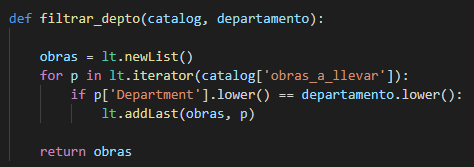 def filtrar_depto(catalog, departamento):
obras = lt.newList()
for p in lt.iterator(catalog['obras_a_llevar']):
if p['Department'].lower() == departamento.lower():
lt.addLast(obras, p)
return obras